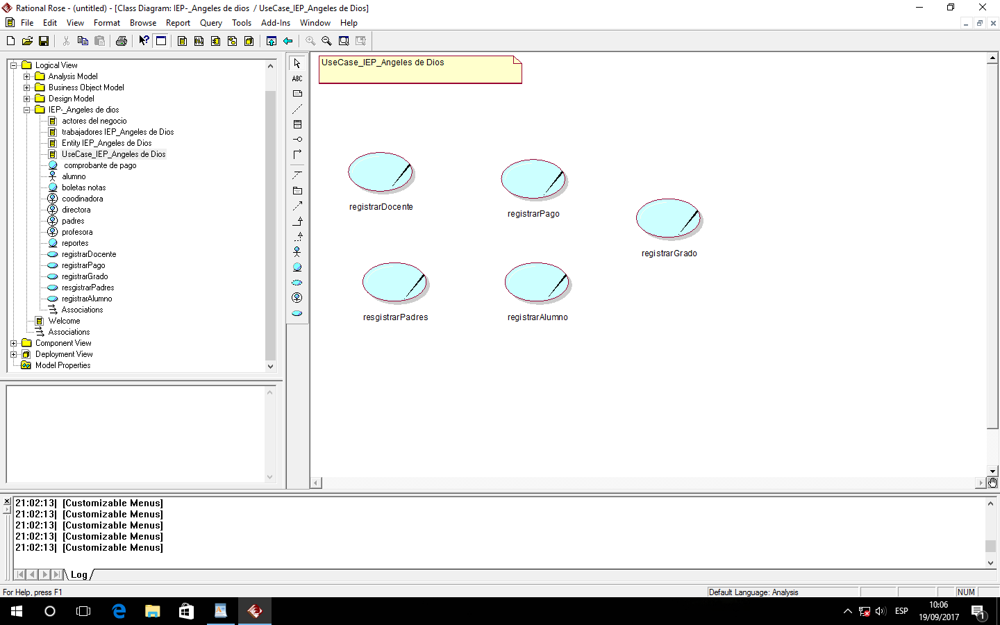 Rational Rose - (untitled) - [Class Diagram: IEP-_Angeles de dios  / UseCase_IEP_Angeles de Dios]
File Edit View Format Browse Report Query Tools Add-Ins Window Help
Logical View
Analysis Model
Business Object Model
Design Model
IEP-_Angeles de dios
actores del negocio
trabajadores IEP_Angeles de Dios
Entity IEP_Angeles de Dios
UseCase_IEP_Angeles de Dios
comprobante de pago
alumno
boletas notas
coodinadora
directora
padres
profesora
reportes
registrarDocente
registrarPago
registrarGrado
resgistrarPadres
registrarAlumno
Associations
Welcome
Associations
Component View
Deployment View
Model Properties
ABC
UseCase_IEP_Angeles de Dios
registrarDocente
registrarPago
registrarGrado
resgistrarPadres
registrarAlumno
21:02:13| [Customizable Menus]
21:02:13| [Customizable Menus]
21:02:13| [Customizable Menus]
21:02:13| [Customizable Menus]
21:02:13| [Customizable Menus]
Log
For Help, press F1
Default Language: Analysis
NUM
ESP
10:06
19/09/2017
1